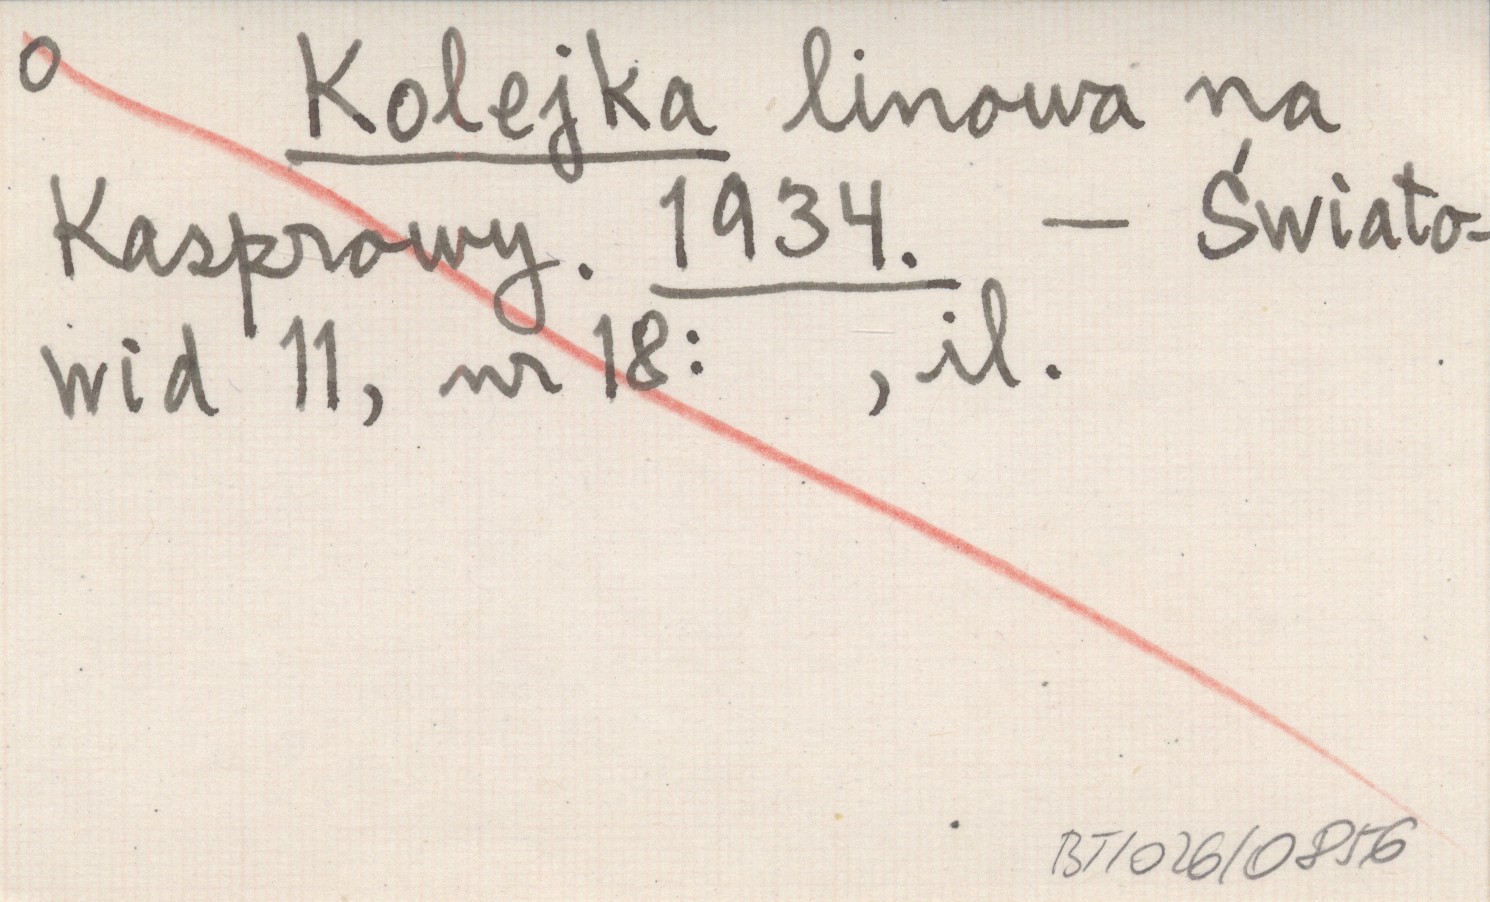 o Kolejka linowa na
Kasprowy. 1934. — Świato-
wid 11, nr 18: , il.
BT/026/0856